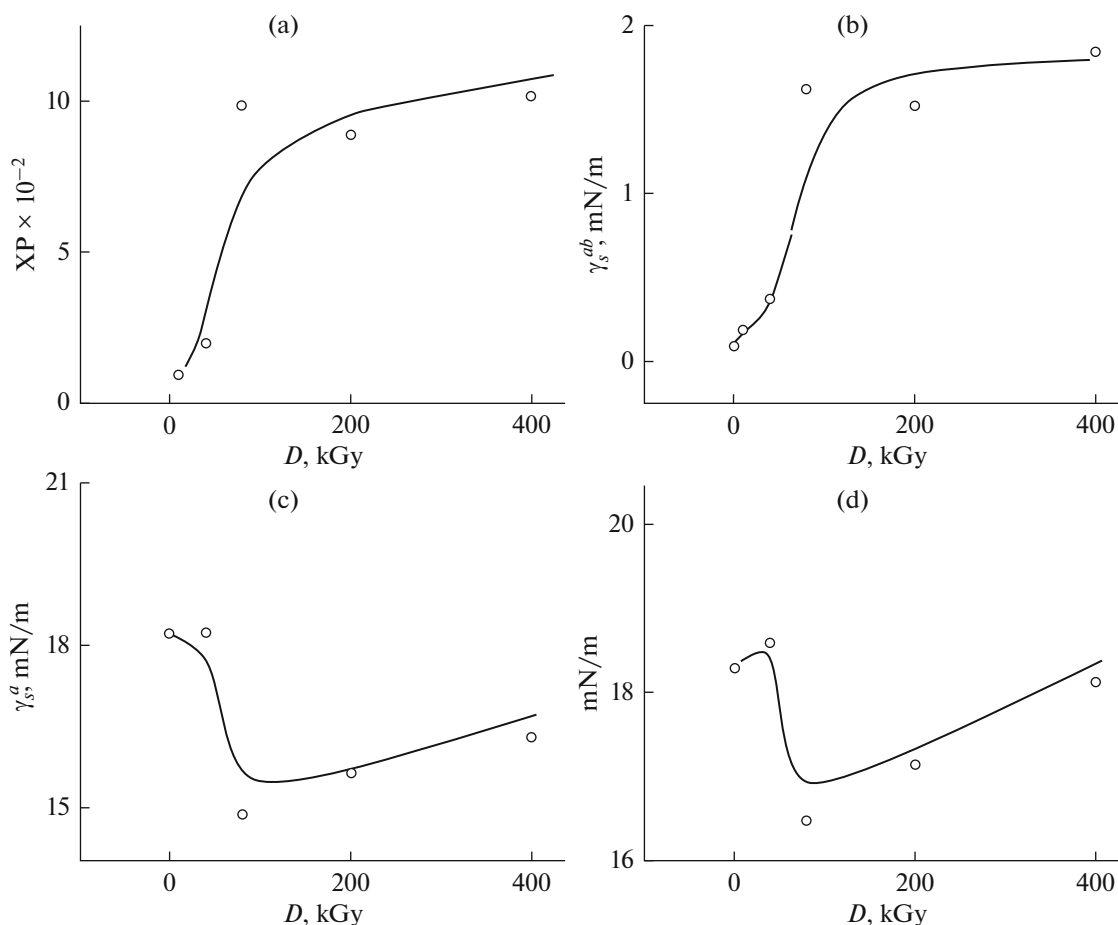 (a)
10
5
0
XP × 10⁻²
0 200 400
D, kGy
(b)
2
1
0
γₛᵃᵇ, mN/m
0 200 400
D, kGy
(c)
21
18
15
γₛᵃ, mN/m
0 200 400
D, kGy
(d)
20
18
16
mN/m
0 200 400
D, kGy